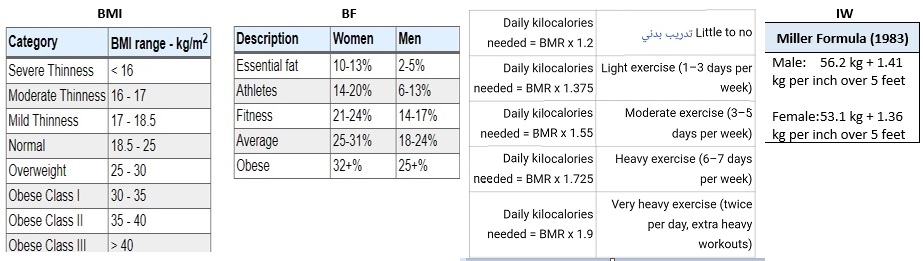 BMI
Category BMI range - kg/m2
Severe Thinness < 16
Moderate Thinness 16 - 17
Mild Thinness 17 - 18.5
Normal 18.5 - 25
Overweight 25 - 30
Obese Class I 30 - 35
Obese Class II 35 - 40
Obese Class III > 40
BF
Description Women Men
Essential fat 10-13% 2-5%
Athletes 14-20% 6-13%
Fitness 21-24% 14-17%
Average 25-31% 18-24%
Obese 32+% 25+%
Daily kilocalories
needed = BMR x 1.2
تدريب بدني Little to no
Daily kilocalories
needed = BMR x 1.375
Light exercise (1–3 days per
week)
Daily kilocalories
needed = BMR x 1.55
Moderate exercise (3–5
days per week)
Daily kilocalories
needed = BMR x 1.725
Heavy exercise (6–7 days
per week)
Daily kilocalories
needed = BMR x 1.9
Very heavy exercise (twice
per day, extra heavy
workouts)
IW
Miller Formula (1983)
Male: 56.2 kg + 1.41
kg per inch over 5 feet
Female:53.1 kg + 1.36
kg per inch over 5 feet